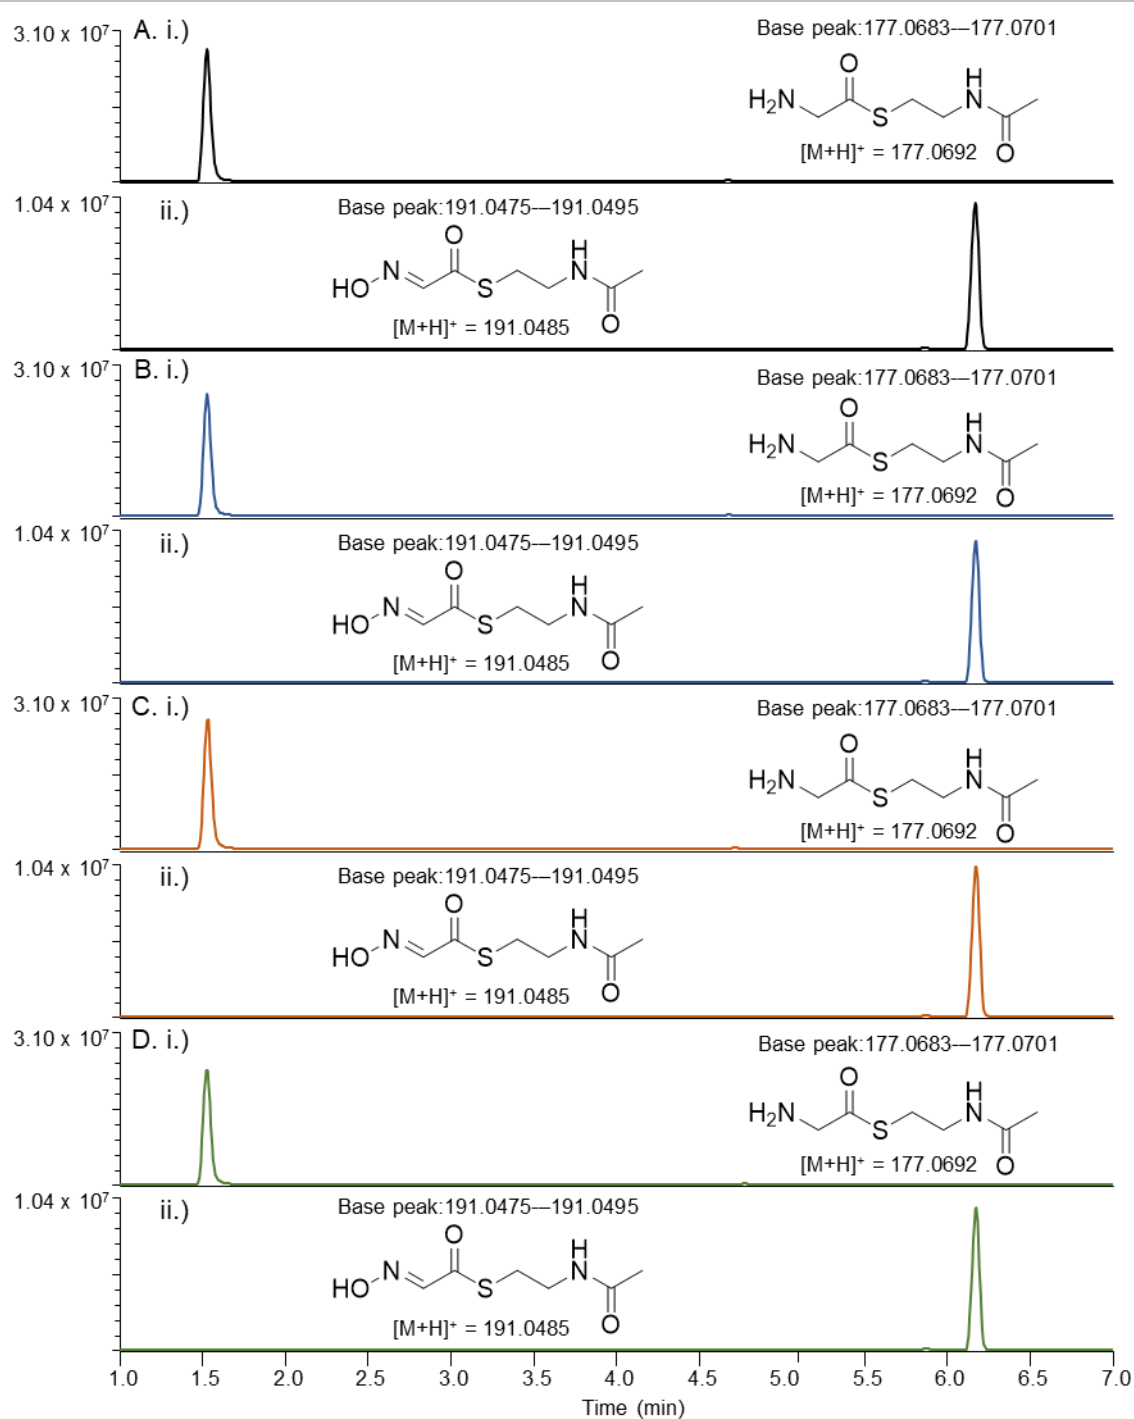 3.10 x 10⁷
A. i.)
Base peak:177.0683-–177.0701
O
H₂N
S
H
N
O
[M+H]⁺ = 177.0692
1.04 x 10⁷
ii.)
Base peak:191.0475-–191.0495
HO
N
O
S
H
N
O
[M+H]⁺ = 191.0485
3.10 x 10⁷
B. i.)
Base peak:177.0683-–177.0701
O
H₂N
S
H
N
O
[M+H]⁺ = 177.0692
1.04 x 10⁷
ii.)
Base peak:191.0475-–191.0495
HO
N
O
S
H
N
O
[M+H]⁺ = 191.0485
3.10 x 10⁷
C. i.)
Base peak:177.0683-–177.0701
O
H₂N
S
H
N
O
[M+H]⁺ = 177.0692
1.04 x 10⁷
ii.)
Base peak:191.0475-–191.0495
HO
N
O
S
H
N
O
[M+H]⁺ = 191.0485
3.10 x 10⁷
D. i.)
Base peak:177.0683-–177.0701
O
H₂N
S
H
N
O
[M+H]⁺ = 177.0692
1.04 x 10⁷
ii.)
Base peak:191.0475-–191.0495
HO
N
O
S
H
N
O
[M+H]⁺ = 191.0485
1.0 1.5 2.0 2.5 3.0 3.5 4.0 4.5 5.0 5.5 6.0 6.5 7.0
Time (min)